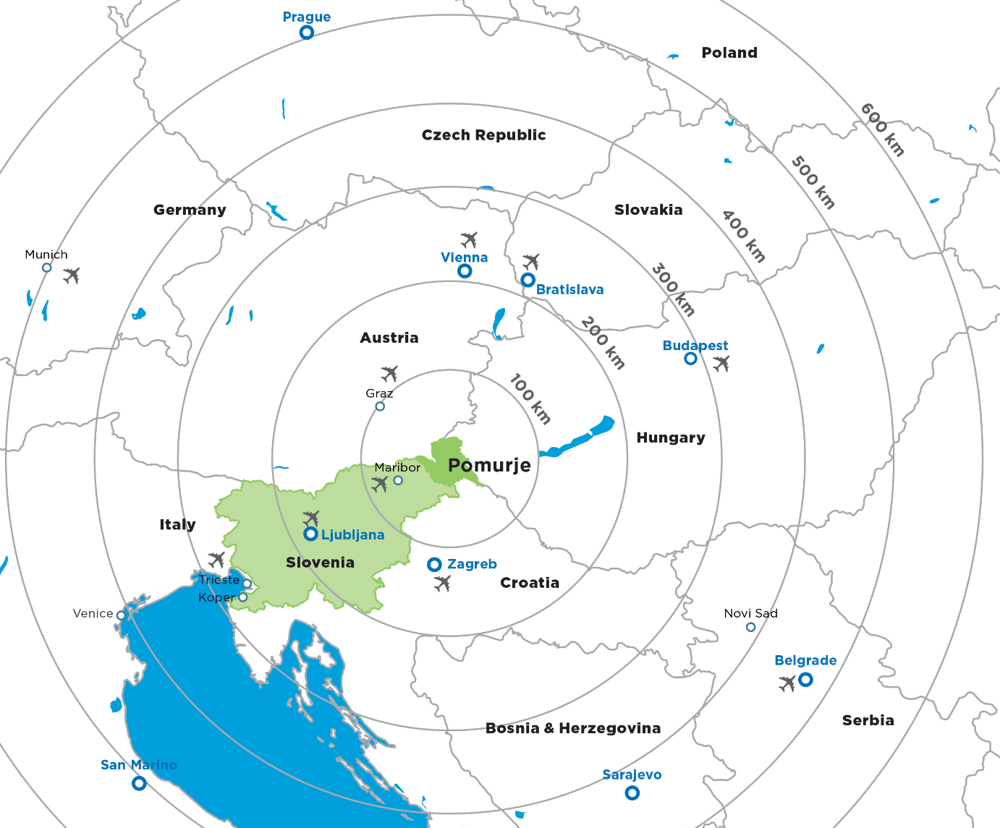 Prague
Poland
600 km
Czech Republic
500 km
Germany
Slovakia
400 km
Munich
Vienna
300 km
Bratislava
200 km
Austria
Budapest
100 km
Graz
Hungary
Pomurje
Maribor
Italy
Ljubljana
Slovenia
Zagreb
Croatia
Trieste
Koper
Venice
Novi Sad
Belgrade
Serbia
Bosnia & Herzegovina
San Marino
Sarajevo